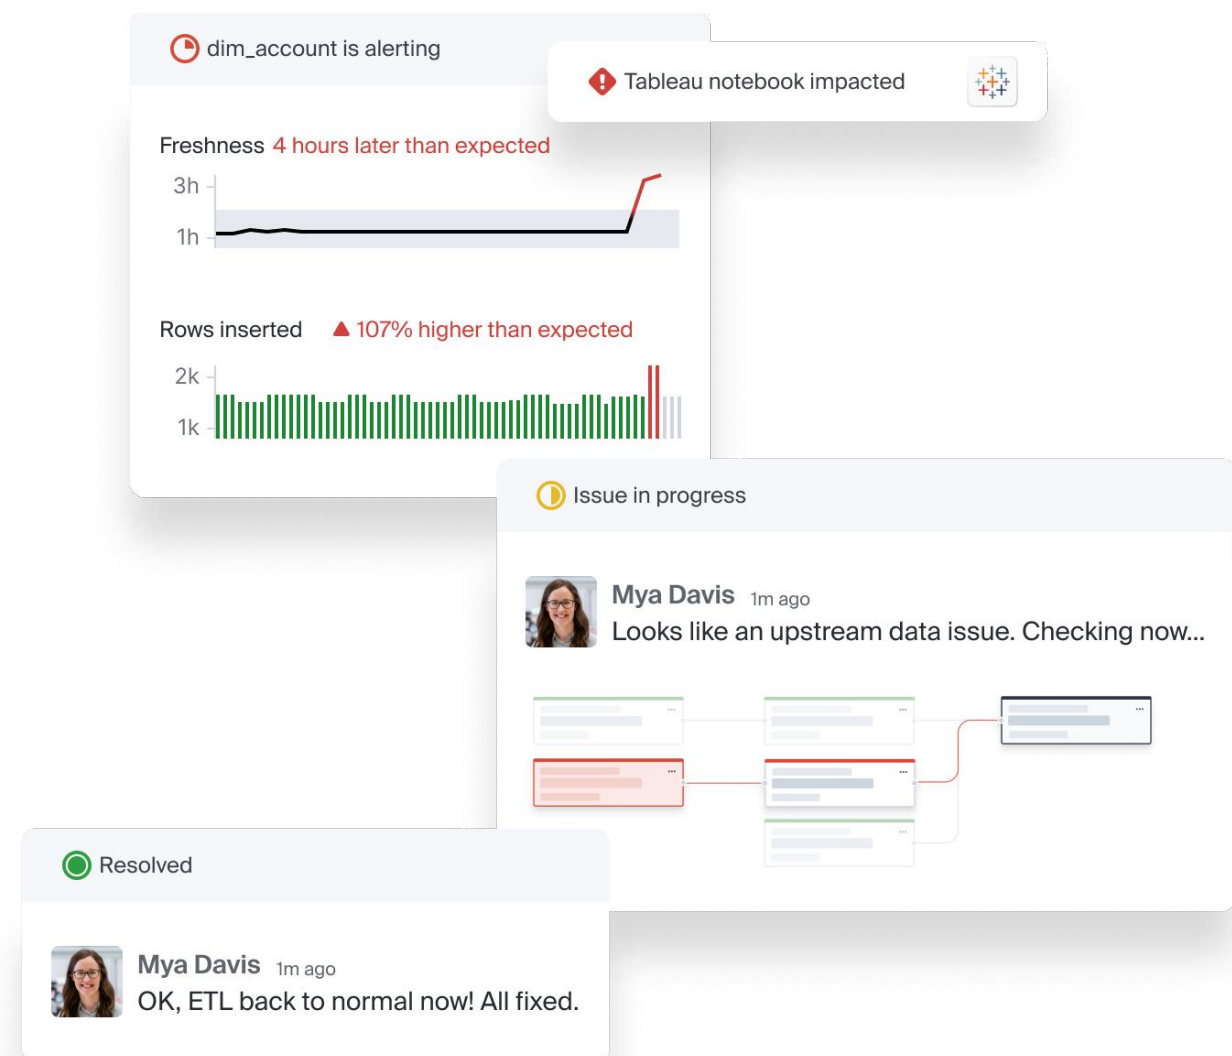 dim_account is alerting
Tableau notebook impacted
Freshness 4 hours later than expected
3h
1h
Rows inserted 107% higher than expected
2k
1k
Issue in progress
Mya Davis 1m ago
Looks like an upstream data issue. Checking now...
Resolved
Mya Davis 1m ago
OK, ETL back to normal now! All fixed.